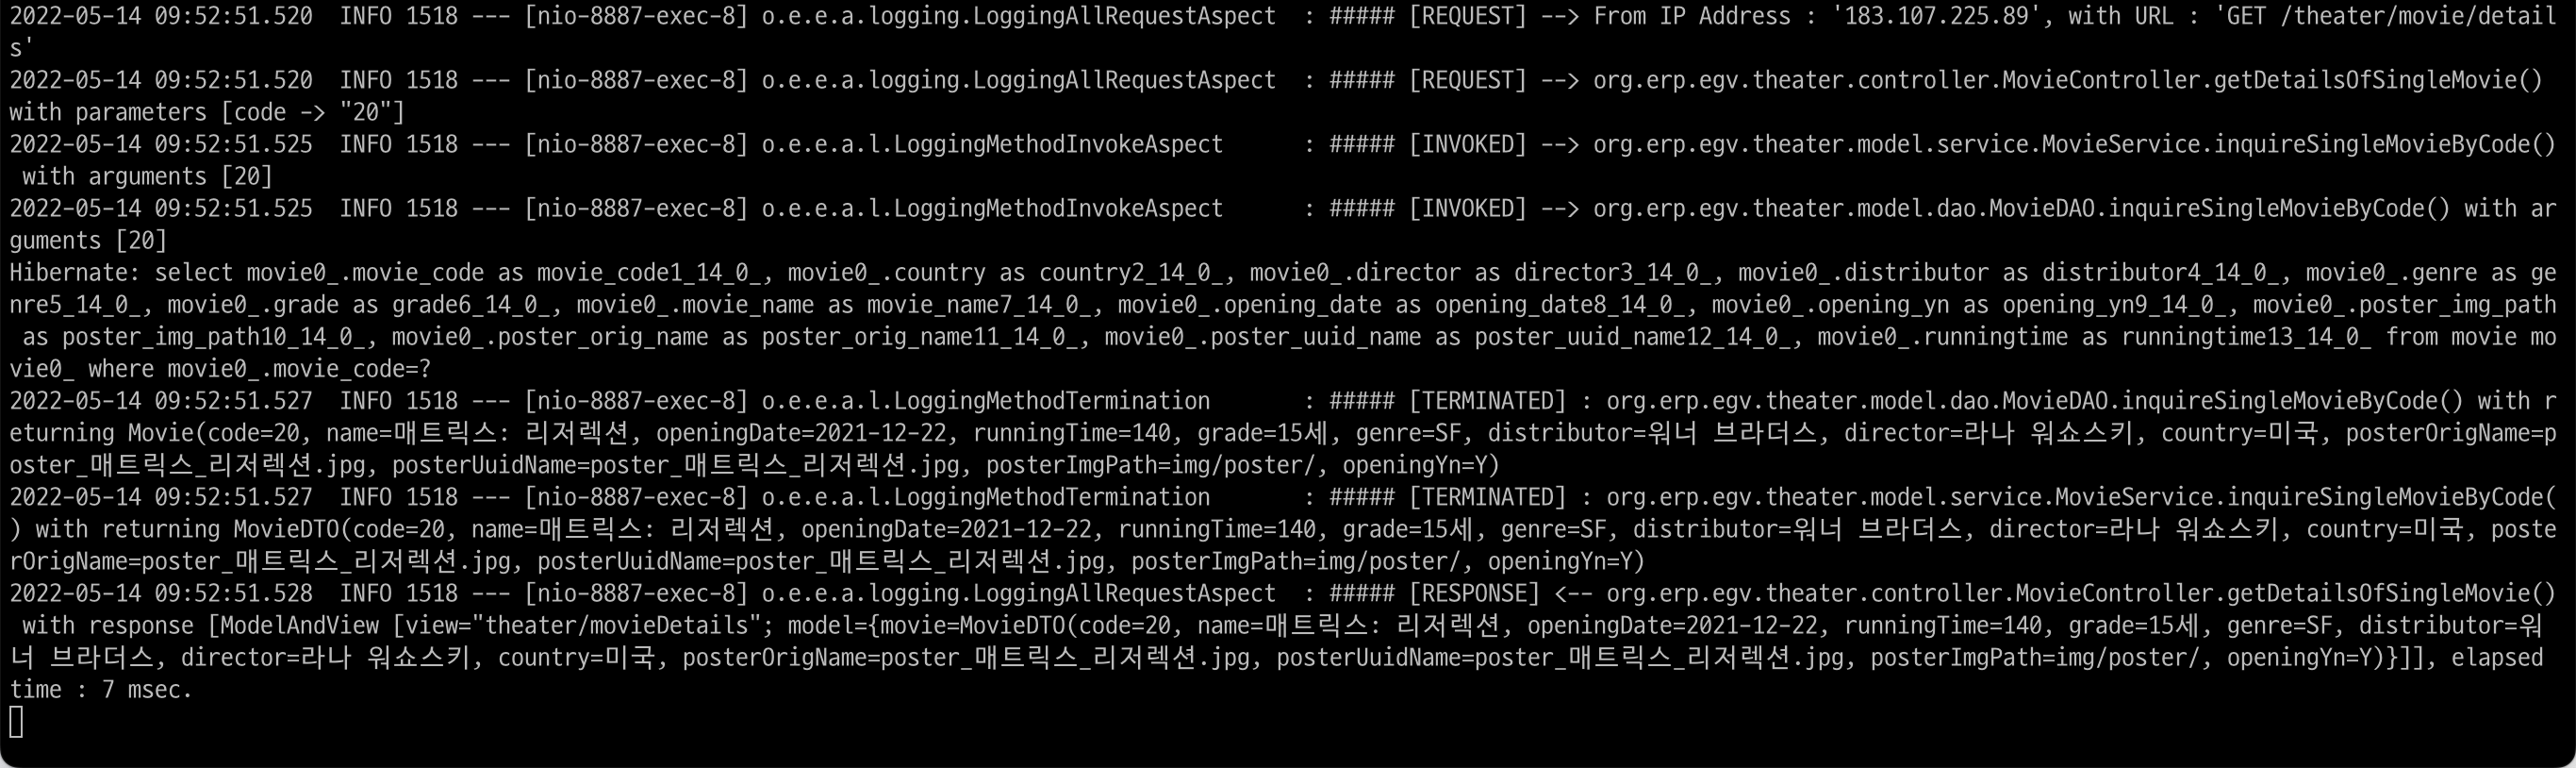 2022-05-14 09:52:51.520  INFO 1518 --- [nio-8887-exec-8] o.e.e.a.logging.LoggingAllRequestAspect  : ##### [REQUEST] --> From IP Address : '183.107.225.89', with URL : 'GET /theater/movie/detail
s'
2022-05-14 09:52:51.520  INFO 1518 --- [nio-8887-exec-8] o.e.e.a.logging.LoggingAllRequestAspect  : ##### [REQUEST] --> org.erp.egv.theater.controller.MovieController.getDetailsOfSingleMovie()
with parameters [code -> "20"]
2022-05-14 09:52:51.525  INFO 1518 --- [nio-8887-exec-8] o.e.e.a.l.LoggingMethodInvokeAspect      : ##### [INVOKED] --> org.erp.egv.theater.model.service.MovieService.inquireSingleMovieByCode()
 with arguments [20]
2022-05-14 09:52:51.525  INFO 1518 --- [nio-8887-exec-8] o.e.e.a.l.LoggingMethodInvokeAspect      : ##### [INVOKED] --> org.erp.egv.theater.model.dao.MovieDAO.inquireSingleMovieByCode() with ar
guments [20]
Hibernate: select movie0_.movie_code as movie_code1_14_0_, movie0_.country as country2_14_0_, movie0_.director as director3_14_0_, movie0_.distributor as distributor4_14_0_, movie0_.genre as ge
nre5_14_0_, movie0_.grade as grade6_14_0_, movie0_.movie_name as movie_name7_14_0_, movie0_.opening_date as opening_date8_14_0_, movie0_.opening_yn as opening_yn9_14_0_, movie0_.poster_img_path
 as poster_img_path10_14_0_, movie0_.poster_orig_name as poster_orig_name11_14_0_, movie0_.poster_uuid_name as poster_uuid_name12_14_0_, movie0_.runningtime as runningtime13_14_0_ from movie mo
vie0_ where movie0_.movie_code=?
2022-05-14 09:52:51.527  INFO 1518 --- [nio-8887-exec-8] o.e.e.a.l.LoggingMethodTermination       : ##### [TERMINATED] : org.erp.egv.theater.model.dao.MovieDAO.inquireSingleMovieByCode() with r
eturning Movie(code=20, name=매트릭스: 리저렉션, openingDate=2021-12-22, runningTime=140, grade=15세, genre=SF, distributor=워너 브라더스, director=라나 워쇼스키, country=미국, posterOrigName=p
oster_매트릭스_리저렉션.jpg, posterUuidName=poster_매트릭스_리저렉션.jpg, posterImgPath=img/poster/, openingYn=Y)
2022-05-14 09:52:51.527  INFO 1518 --- [nio-8887-exec-8] o.e.e.a.l.LoggingMethodTermination       : ##### [TERMINATED] : org.erp.egv.theater.model.service.MovieService.inquireSingleMovieByCode(
) with returning MovieDTO(code=20, name=매트릭스: 리저렉션, openingDate=2021-12-22, runningTime=140, grade=15세, genre=SF, distributor=워너 브라더스, director=라나 워쇼스키, country=미국, poste
rOrigName=poster_매트릭스_리저렉션.jpg, posterUuidName=poster_매트릭스_리저렉션.jpg, posterImgPath=img/poster/, openingYn=Y)
2022-05-14 09:52:51.528  INFO 1518 --- [nio-8887-exec-8] o.e.e.a.logging.LoggingAllRequestAspect  : ##### [RESPONSE] <-- org.erp.egv.theater.controller.MovieController.getDetailsOfSingleMovie()
 with response [ModelAndView [view="theater/movieDetails"; model={movie=MovieDTO(code=20, name=매트릭스: 리저렉션, openingDate=2021-12-22, runningTime=140, grade=15세, genre=SF, distributor=워
너 브라더스, director=라나 워쇼스키, country=미국, posterOrigName=poster_매트릭스_리저렉션.jpg, posterUuidName=poster_매트릭스_리저렉션.jpg, posterImgPath=img/poster/, openingYn=Y)}]], elapsed
time : 7 msec.